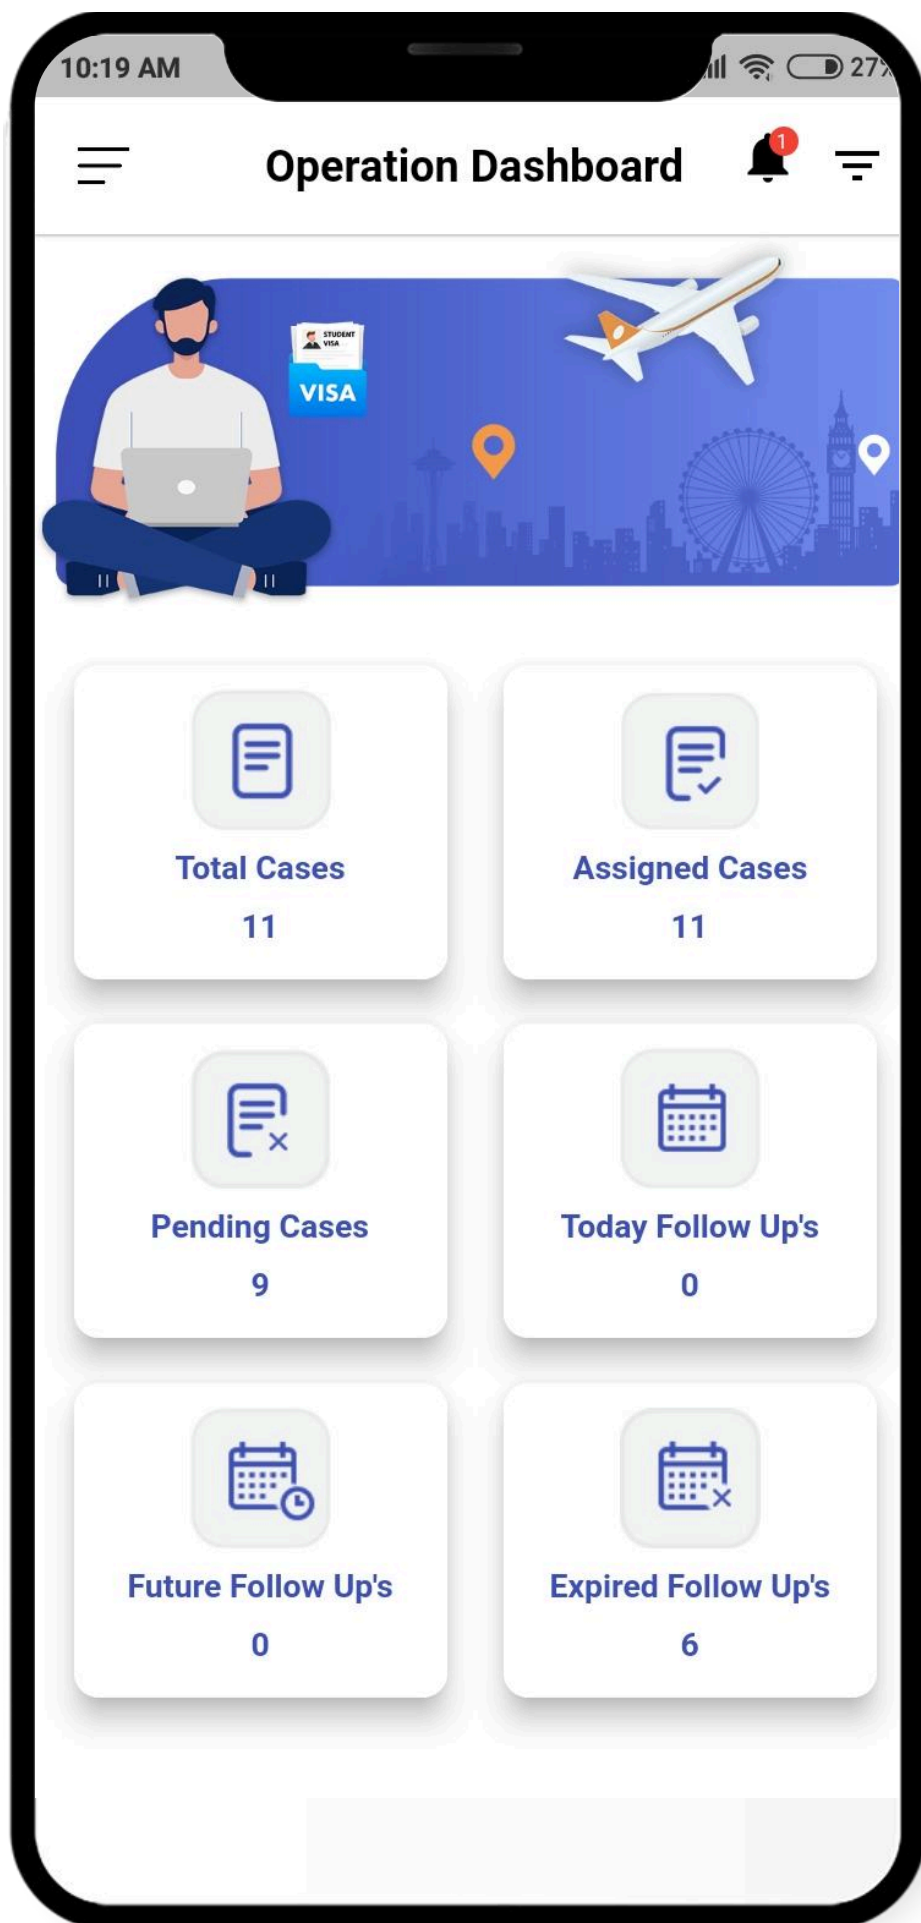 10:19 AM
27%
Operation Dashboard
1
STUDENT
VISA
VISA
Total Cases
11
Assigned Cases
11
Pending Cases
9
Today Follow Up's
0
Future Follow Up's
0
Expired Follow Up's
6